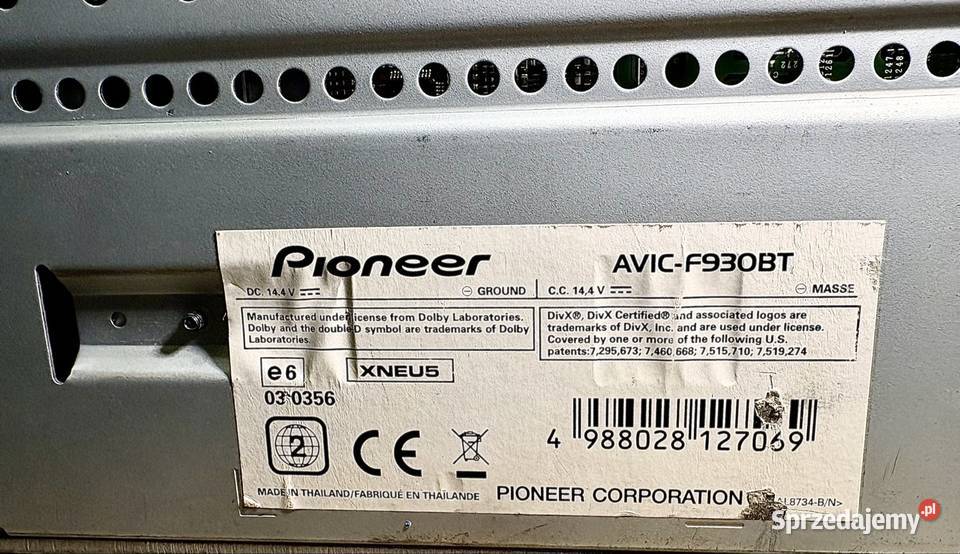 Pioneer AVIC-F930BT
DC. 14,4 V ⊖ GROUND C.C. 14,4 V ⊖ MASSE
Manufactured under license from Dolby Laboratories.
Dolby and the double-D symbol are trademarks of Dolby
Laboratories.
DivX®, DivX Certified® and associated logos are
trademarks of DivX, Inc. and are used under license.
Covered by one or more of the following U.S.
patents:7,295,673; 7,460,668; 7,515,710; 7,519,274
e6 XNEU5
03 0356
2
CE
4 988028 127069
MADE IN THAILAND/FABRIQUÉ EN THAÏLANDE PIONEER CORPORATION
L8734-B/N>
Sprzedajemy.pl